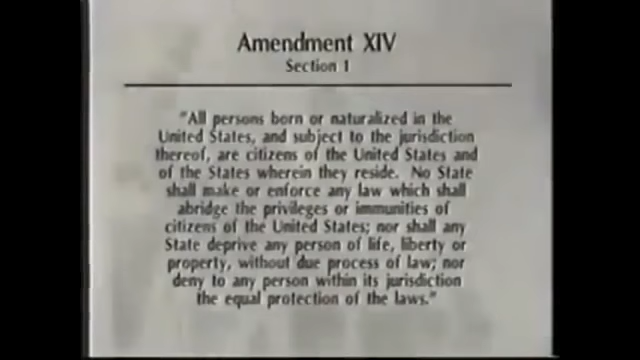 Amendment XIV
Section 1
"All persons born or naturalized in the
United States, and subject to the jurisdiction
thereof, are citizens of the United States and
of the States wherein they reside. No State
shall make or enforce any law which shall
abridge the privileges or immunities of
citizens of the United States; nor shall any
State deprive any person of life, liberty or
property, without due process of law; nor
deny to any person within its jurisdiction
the equal protection of the laws."